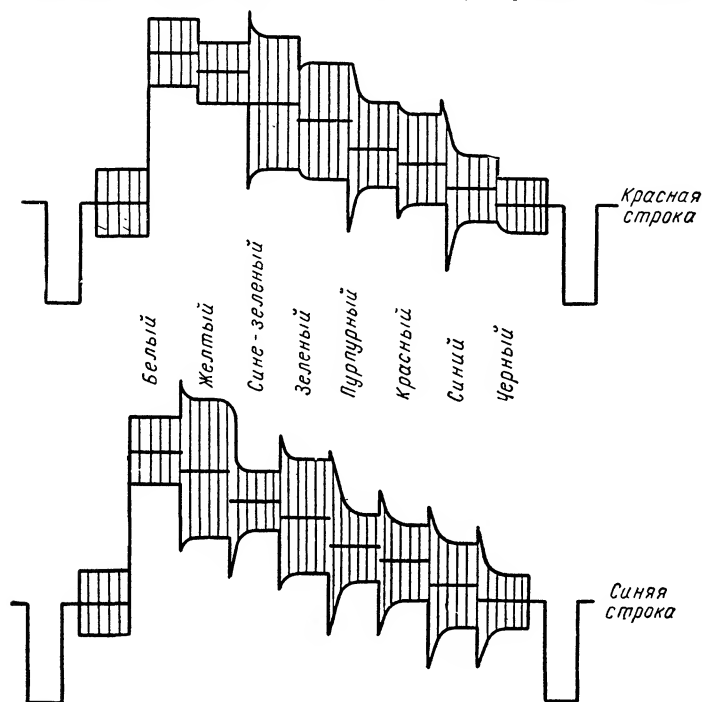 Красная
строка
Белый
Желтый
Сине-зеленый
Зеленый
Пурпурный
Красный
Синий
Черный
Синяя
строка